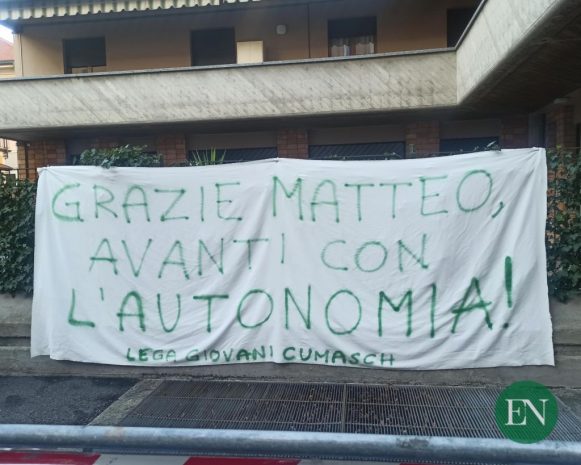 GRAZIE MATTEO,
AVANTI CON
L'AUTONOMIA!
LEGA GIOVANI CUMASCH
EN